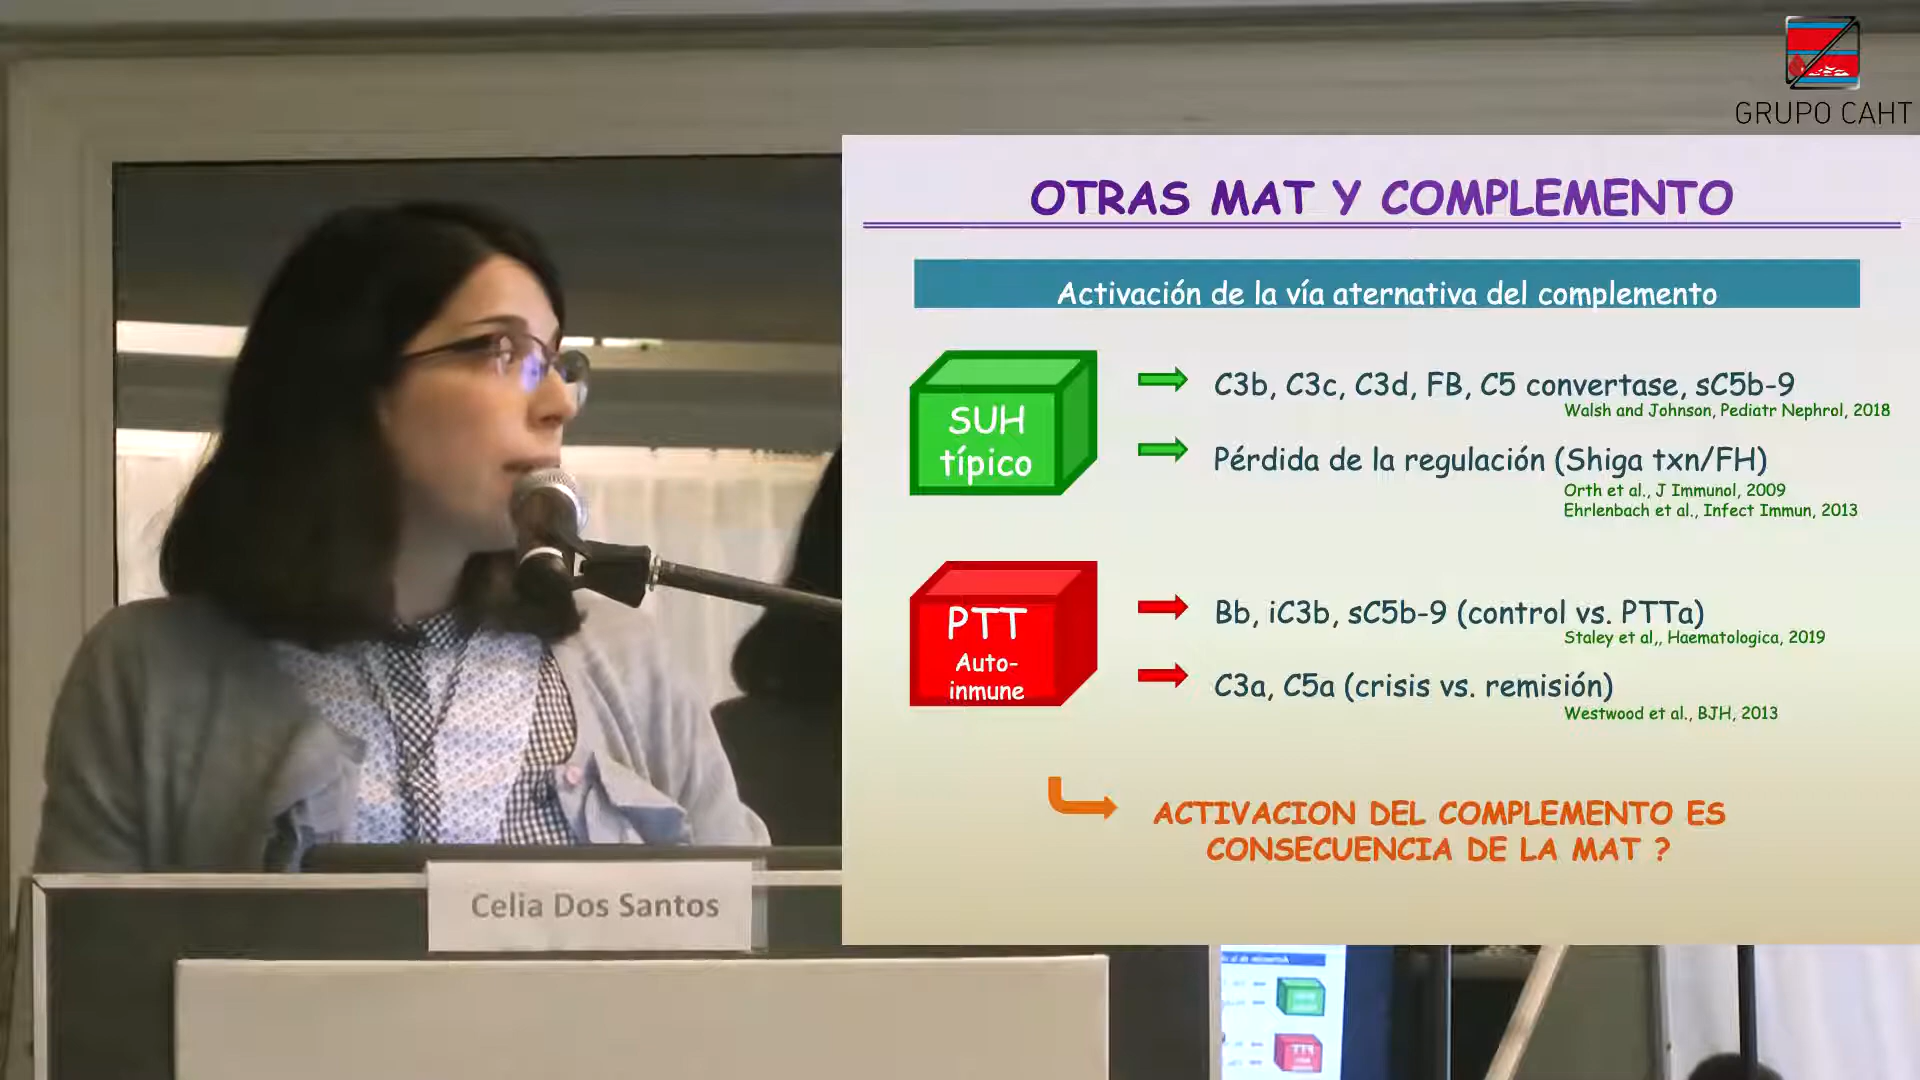 GRUPO CAHT
OTRAS MAT Y COMPLEMENTO
Activación de la vía aternativa del complemento
SUH
típico
C3b, C3c, C3d, FB, C5 convertase, sC5b-9
Walsh and Johnson, Pediatr Nephrol, 2018
Pérdida de la regulación (Shiga txn/FH)
Orth et al., J Immunol, 2009
Ehrlenbach et al., Infect Immun, 2013
PTT
Auto-
inmune
Bb, iC3b, sC5b-9 (control vs. PTTa)
Staley et al,, Haematologica, 2019
C3a, C5a (crisis vs. remisión)
Westwood et al., BJH, 2013
ACTIVACION DEL COMPLEMENTO ES
CONSECUENCIA DE LA MAT ?
Celia Dos Santos
PTT